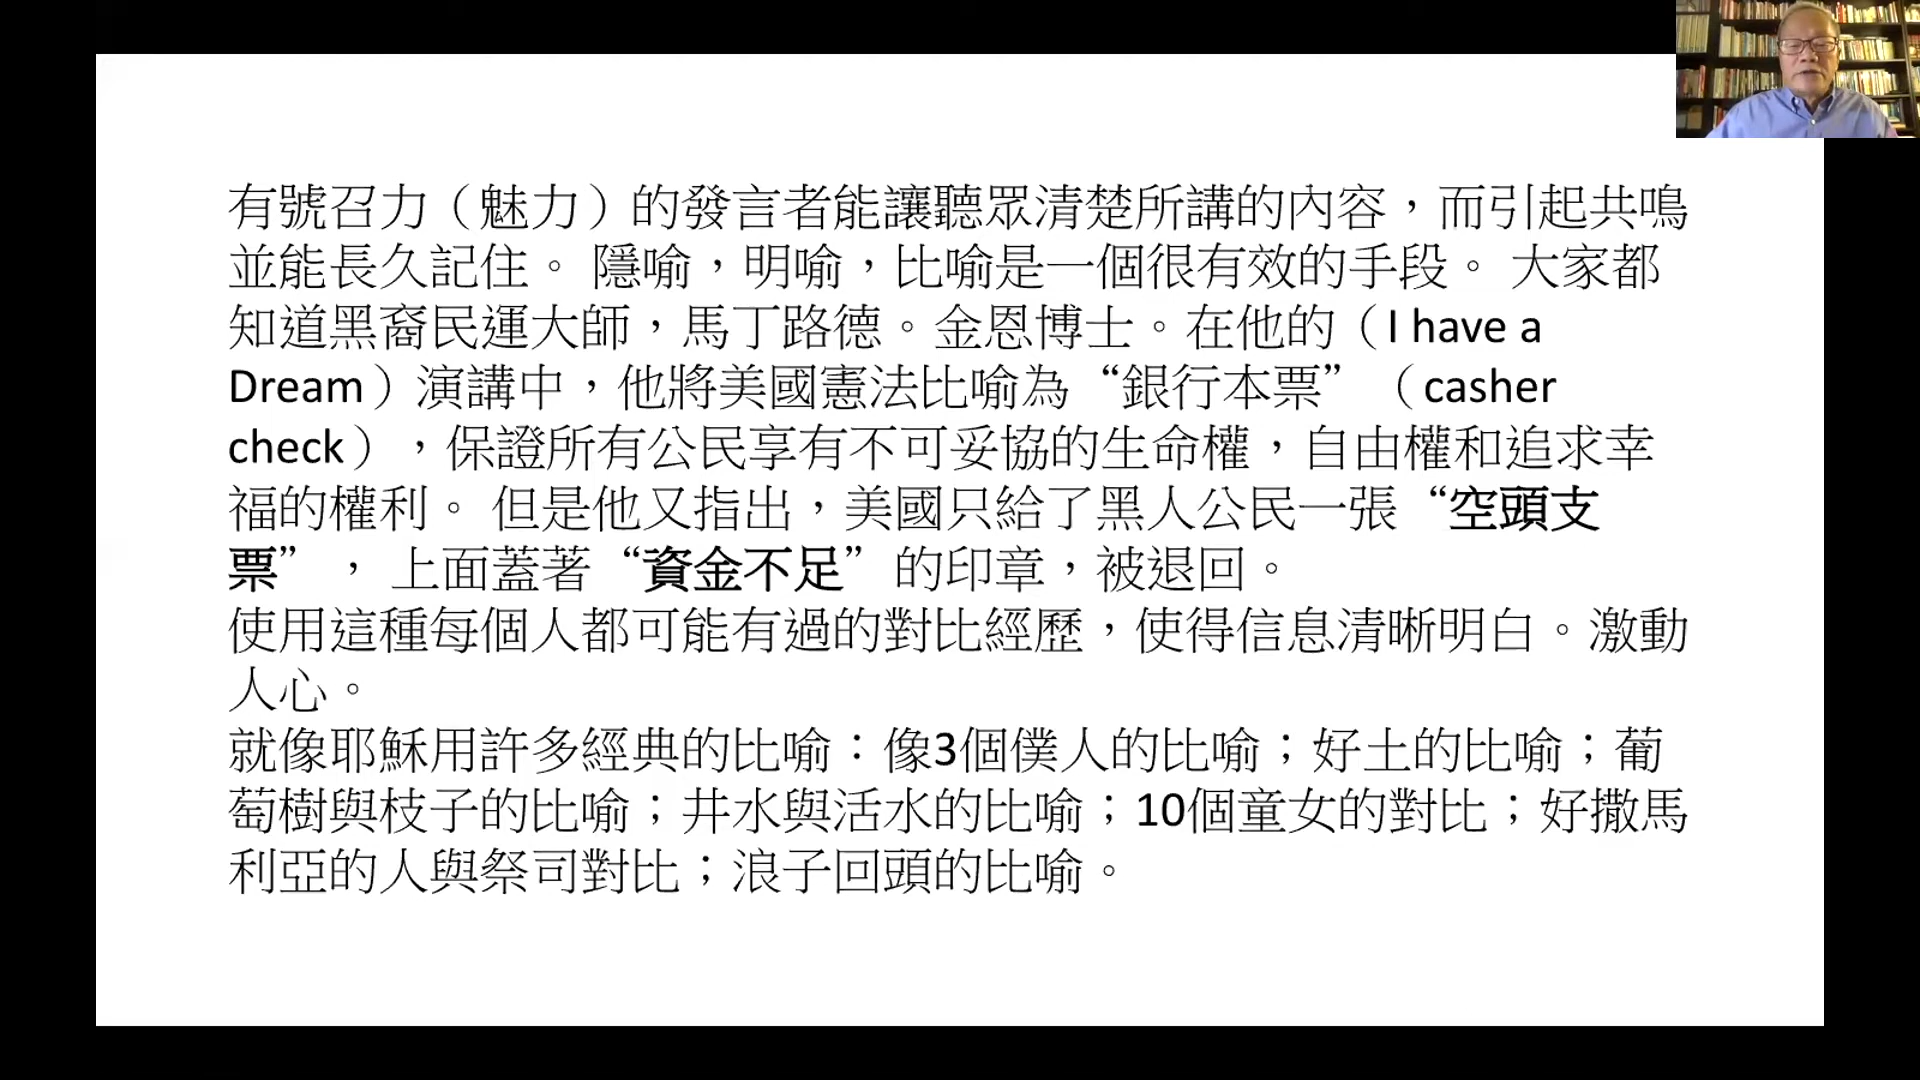 有號召力（魅力）的發言者能讓聽眾清楚所講的內容，而引起共鳴
並能長久記住。 隱喻，明喻，比喻是一個很有效的手段。 大家都
知道黑裔民運大師，馬丁路德。金恩博士。在他的（I have a
Dream）演講中，他將美國憲法比喻為“銀行本票”（casher
check），保證所有公民享有不可妥協的生命權，自由權和追求幸
福的權利。 但是他又指出，美國只給了黑人公民一張“空頭支
票”， 上面蓋著“資金不足”的印章，被退回。
使用這種每個人都可能有過的對比經歷，使得信息清晰明白。激動
人心。
就像耶穌用許多經典的比喻：像3個僕人的比喻；好土的比喻；葡
萄樹與枝子的比喻；井水與活水的比喻；10個童女的對比；好撒馬
利亞的人與祭司對比；浪子回頭的比喻。